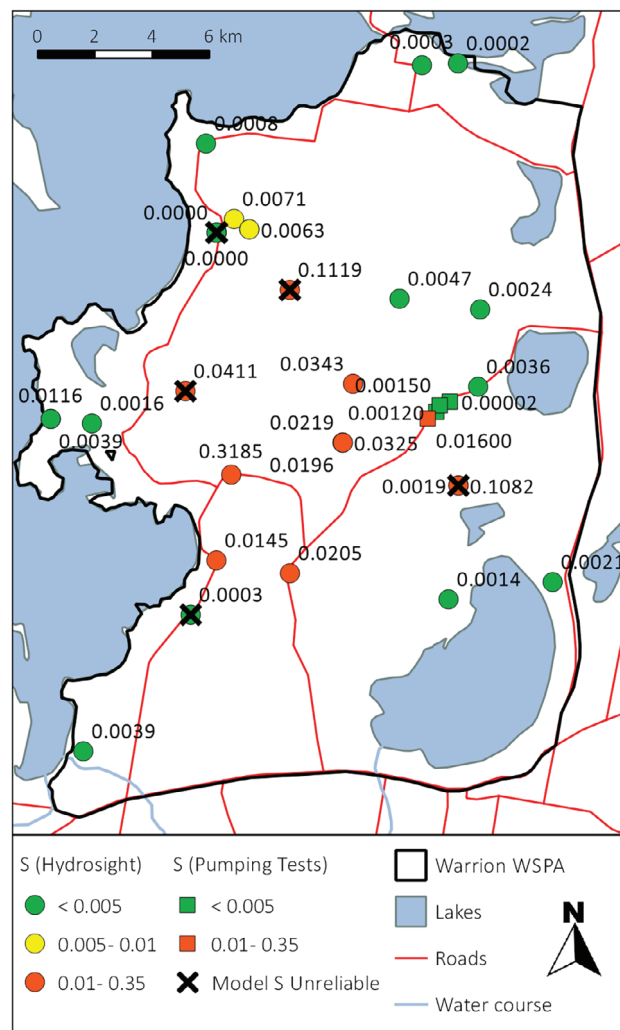 0 2 4 6 km
0.0003 0.0002
0.0008
0.0071
0.0000 0.0063
0.0000
0.1119
0.0047 0.0024
0.0343 0.0036
0.0411 0.00150
0.0116 0.0016 0.00120 0.00002
0.0219
0.0039 0.0325 0.01600
0.3185 0.0196
0.0019 0.1082
0.0145
0.0205 0.0021
0.0003 0.0014
0.0039
S (Hydrosight) S (Pumping Tests) Warrion WSPA
< 0.005 < 0.005 Lakes
0.005- 0.01 0.01- 0.35 Roads
0.01- 0.35 Model S Unreliable Water course
N